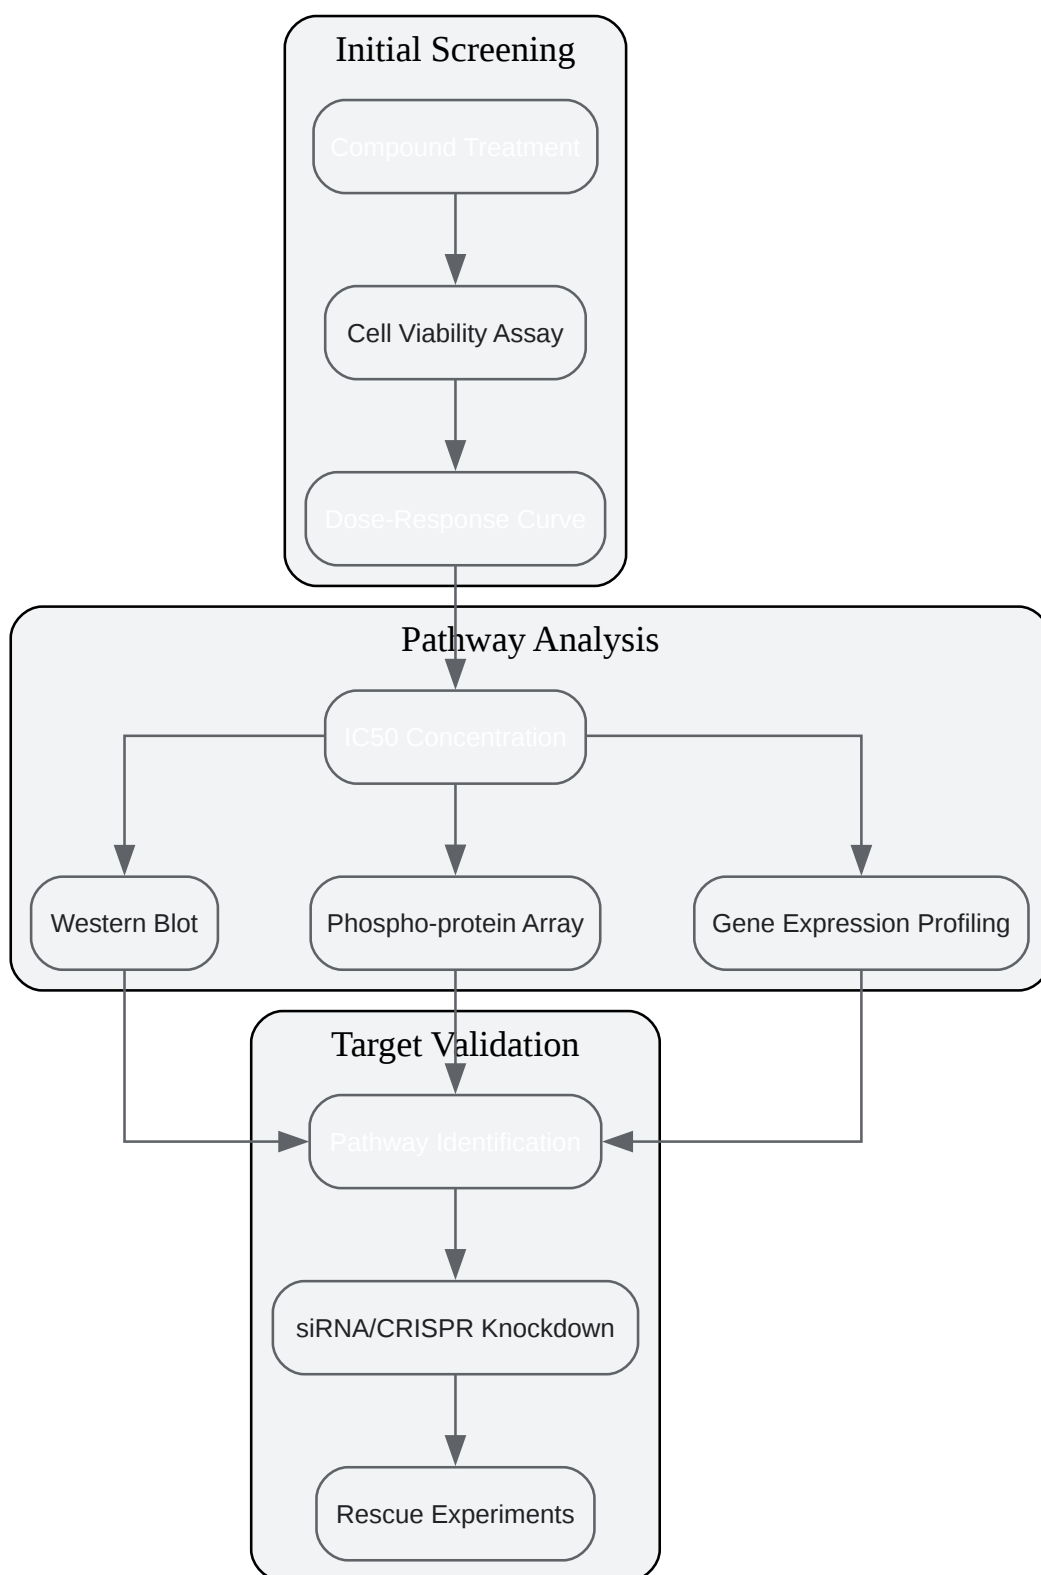 Initial Screening
Compound Treatment
Cell Viability Assay
Dose-Response Curve
Pathway Analysis
IC50 Concentration
Western Blot
Phospho-protein Array
Gene Expression Profiling
Target Validation
Pathway Identification
siRNA/CRISPR Knockdown
Rescue Experiments